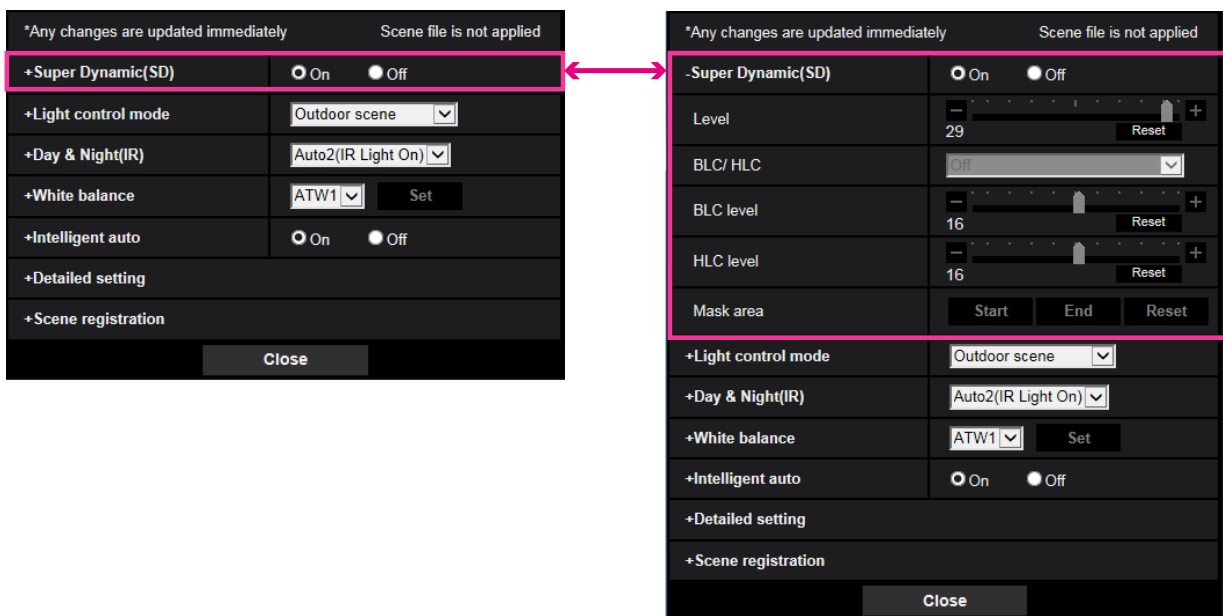 *Any changes are updated immediately Scene file is not applied
+Super Dynamic(SD) On Off
+Light control mode Outdoor scene
+Day & Night(IR) Auto2(IR Light On)
+White balance ATW1 Set
+Intelligent auto On Off
+Detailed setting
+Scene registration
Close
*Any changes are updated immediately Scene file is not applied
-Super Dynamic(SD) On Off
Level - +
29 Reset
BLC/ HLC Off
BLC level - +
16 Reset
HLC level - +
16 Reset
Mask area Start End Reset
+Light control mode Outdoor scene
+Day & Night(IR) Auto2(IR Light On)
+White balance ATW1 Set
+Intelligent auto On Off
+Detailed setting
+Scene registration
Close